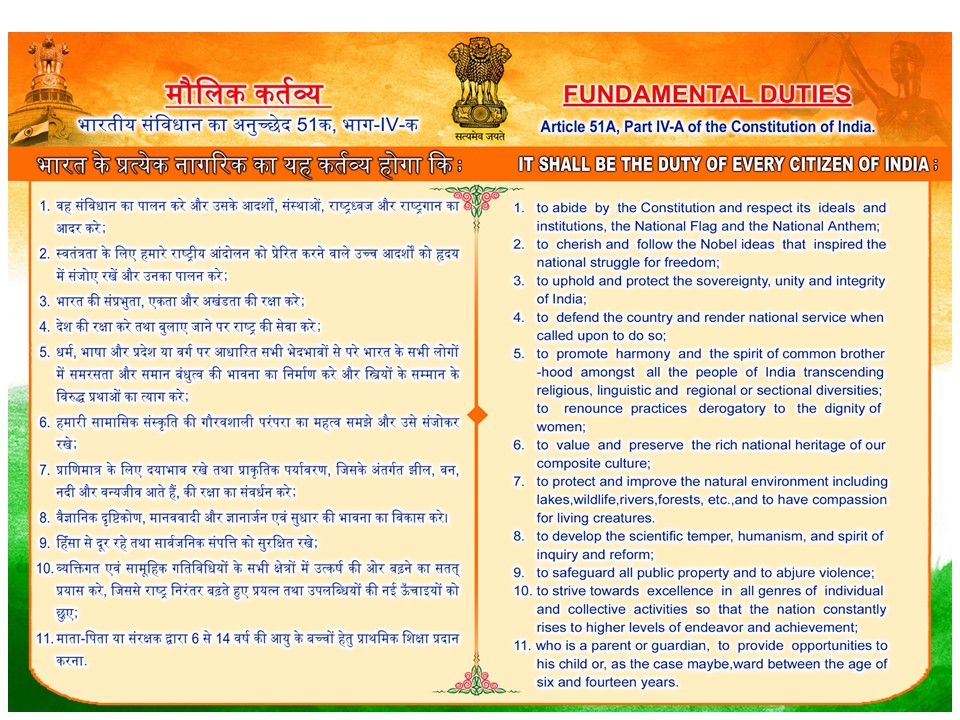 मौलिक कर्तव्य
भारतीय संविधान का अनुच्छेद 51क, भाग-IV-क
सत्यमेव जयते
FUNDAMENTAL DUTIES
Article 51A, Part IV-A of the Constitution of India.
भारत के प्रत्येक नागरिक का यह कर्तव्य होगा कि :
IT SHALL BE THE DUTY OF EVERY CITIZEN OF INDIA :
1. वह संविधान का पालन करे और उसके आदर्शों, संस्थाओं, राष्ट्रध्वज और राष्ट्रगान का
आदर करे;
2. स्वतंत्रता के लिए हमारे राष्ट्रीय आंदोलन को प्रेरित करने वाले उच्च आदर्शों को हृदय
में संजोए रखें और उनका पालन करे;
3. भारत की संप्रभुता, एकता और अखंडता की रक्षा करे;
4. देश की रक्षा करे तथा बुलाए जाने पर राष्ट्र की सेवा करे;
5. धर्म, भाषा और प्रदेश या वर्ग पर आधारित सभी भेदभावों से परे भारत के सभी लोगों
में समरसता और समान बंधुत्व की भावना का निर्माण करे और स्त्रियों के सम्मान के
विरुद्ध प्रथाओं का त्याग करे;
6. हमारी सामासिक संस्कृति की गौरवशाली परंपरा का महत्व समझे और उसे संजोकर
रखे;
7. प्राणिमात्र के लिए दयाभाव रखे तथा प्राकृतिक पर्यावरण, जिसके अंतर्गत झील, वन,
नदी और वन्यजीव आते हैं, की रक्षा का संवर्धन करे;
8. वैज्ञानिक दृष्टिकोण, मानववादी और ज्ञानार्जन एवं सुधार की भावना का विकास करे।
9. हिँसा से दूर रहे तथा सार्वजनिक संपत्ति को सुरक्षित रखे;
10. व्यक्तिगत एवं सामूहिक गतिविधियों के सभी क्षेत्रों में उत्कर्ष की ओर बढ़ने का सतत्
प्रयास करे, जिससे राष्ट्र निरंतर बढ़ते हुए प्रयत्न तथा उपलब्धियों की नई ऊँचाइयों को
छुए;
11. माता-पिता या संरक्षक द्वारा 6 से 14 वर्ष की आयु के बच्चों हेतु प्राथमिक शिक्षा प्रदान
करना.
1. to abide by the Constitution and respect its ideals and
institutions, the National Flag and the National Anthem;
2. to cherish and follow the Nobel ideas that inspired the
national struggle for freedom;
3. to uphold and protect the sovereignty, unity and integrity
of India;
4. to defend the country and render national service when
called upon to do so;
5. to promote harmony and the spirit of common brother
-hood amongst all the people of India transcending
religious, linguistic and regional or sectional diversities;
to renounce practices derogatory to the dignity of
women;
6. to value and preserve the rich national heritage of our
composite culture;
7. to protect and improve the natural environment including
lakes,wildlife,rivers,forests, etc.,and to have compassion
for living creatures.
8. to develop the scientific temper, humanism, and spirit of
inquiry and reform;
9. to safeguard all public property and to abjure violence;
10. to strive towards excellence in all genres of individual
and collective activities so that the nation constantly
rises to higher levels of endeavor and achievement;
11. who is a parent or guardian, to provide opportunities to
his child or, as the case maybe,ward between the age of
six and fourteen years.